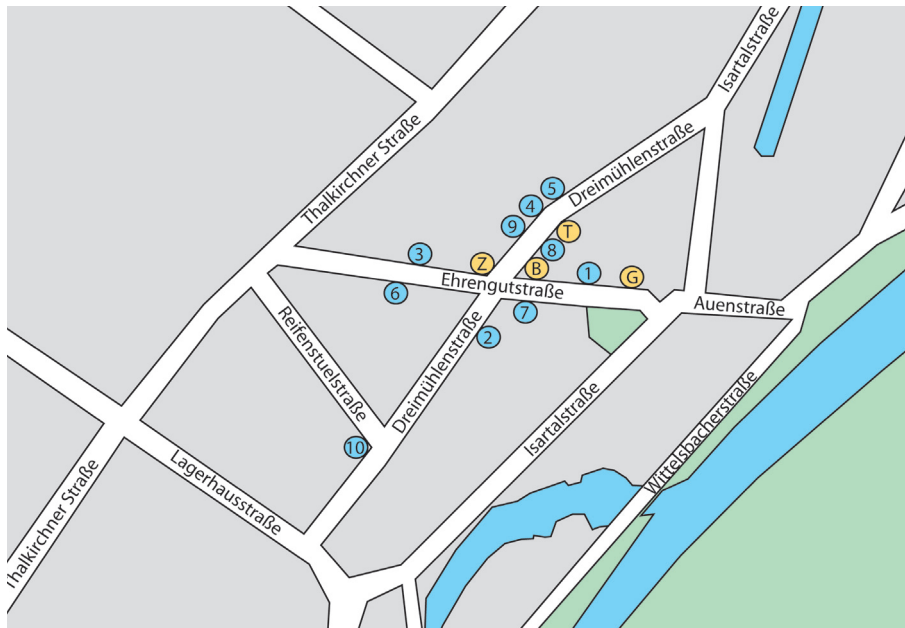 Isartalstraße
Thalkirchner Straße
Dreimühlenstraße
5
4
9
T
8
3
Z
B
1
G
6
Ehrengutstraße
7
Auenstraße
2
Reifenstuelstraße
Dreimühlenstraße
10
Isartalstraße
Wittelsbacherstraße
Lagerhausstraße
Thalkirchner Straße